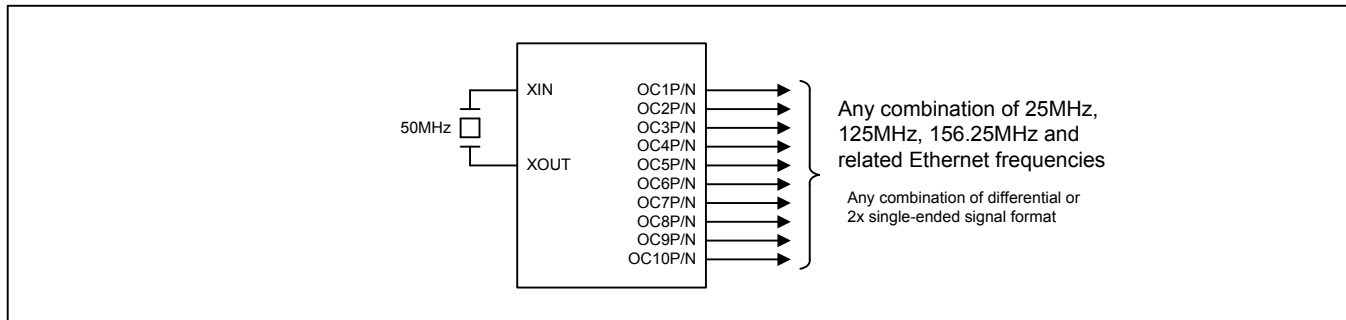 XIN
50MHz
XOUT
OC1P/N
OC2P/N
OC3P/N
OC4P/N
OC5P/N
OC6P/N
OC7P/N
OC8P/N
OC9P/N
OC10P/N
Any combination of 25MHz,
125MHz, 156.25MHz and
related Ethernet frequencies
Any combination of differential or
2x single-ended signal format